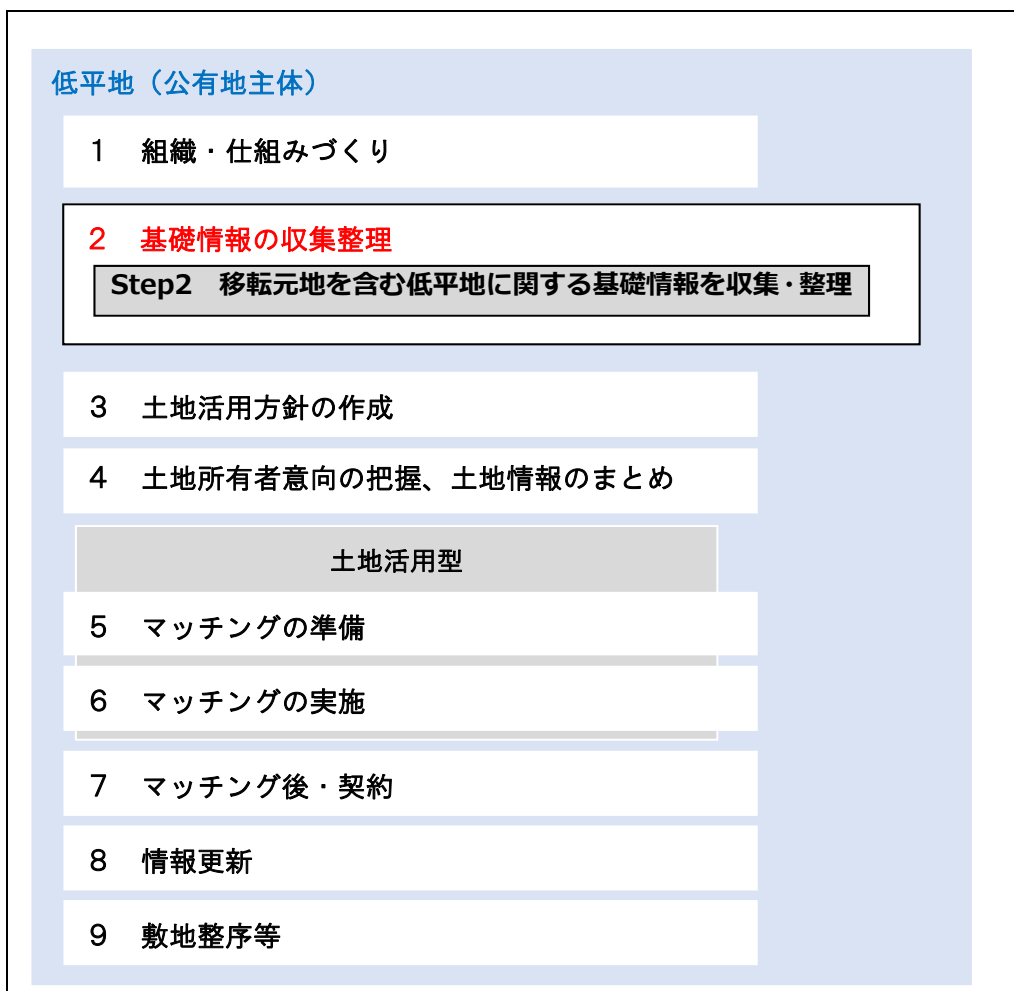 低平地（公有地主体）
１　組織・仕組みづくり
２　基礎情報の収集整理
Step2　移転元地を含む低平地に関する基礎情報を収集・整理
３　土地活用方針の作成
４　土地所有者意向の把握、土地情報のまとめ
土地活用型
５　マッチングの準備
６　マッチングの実施
７　マッチング後・契約
８　情報更新
９　敷地整序等